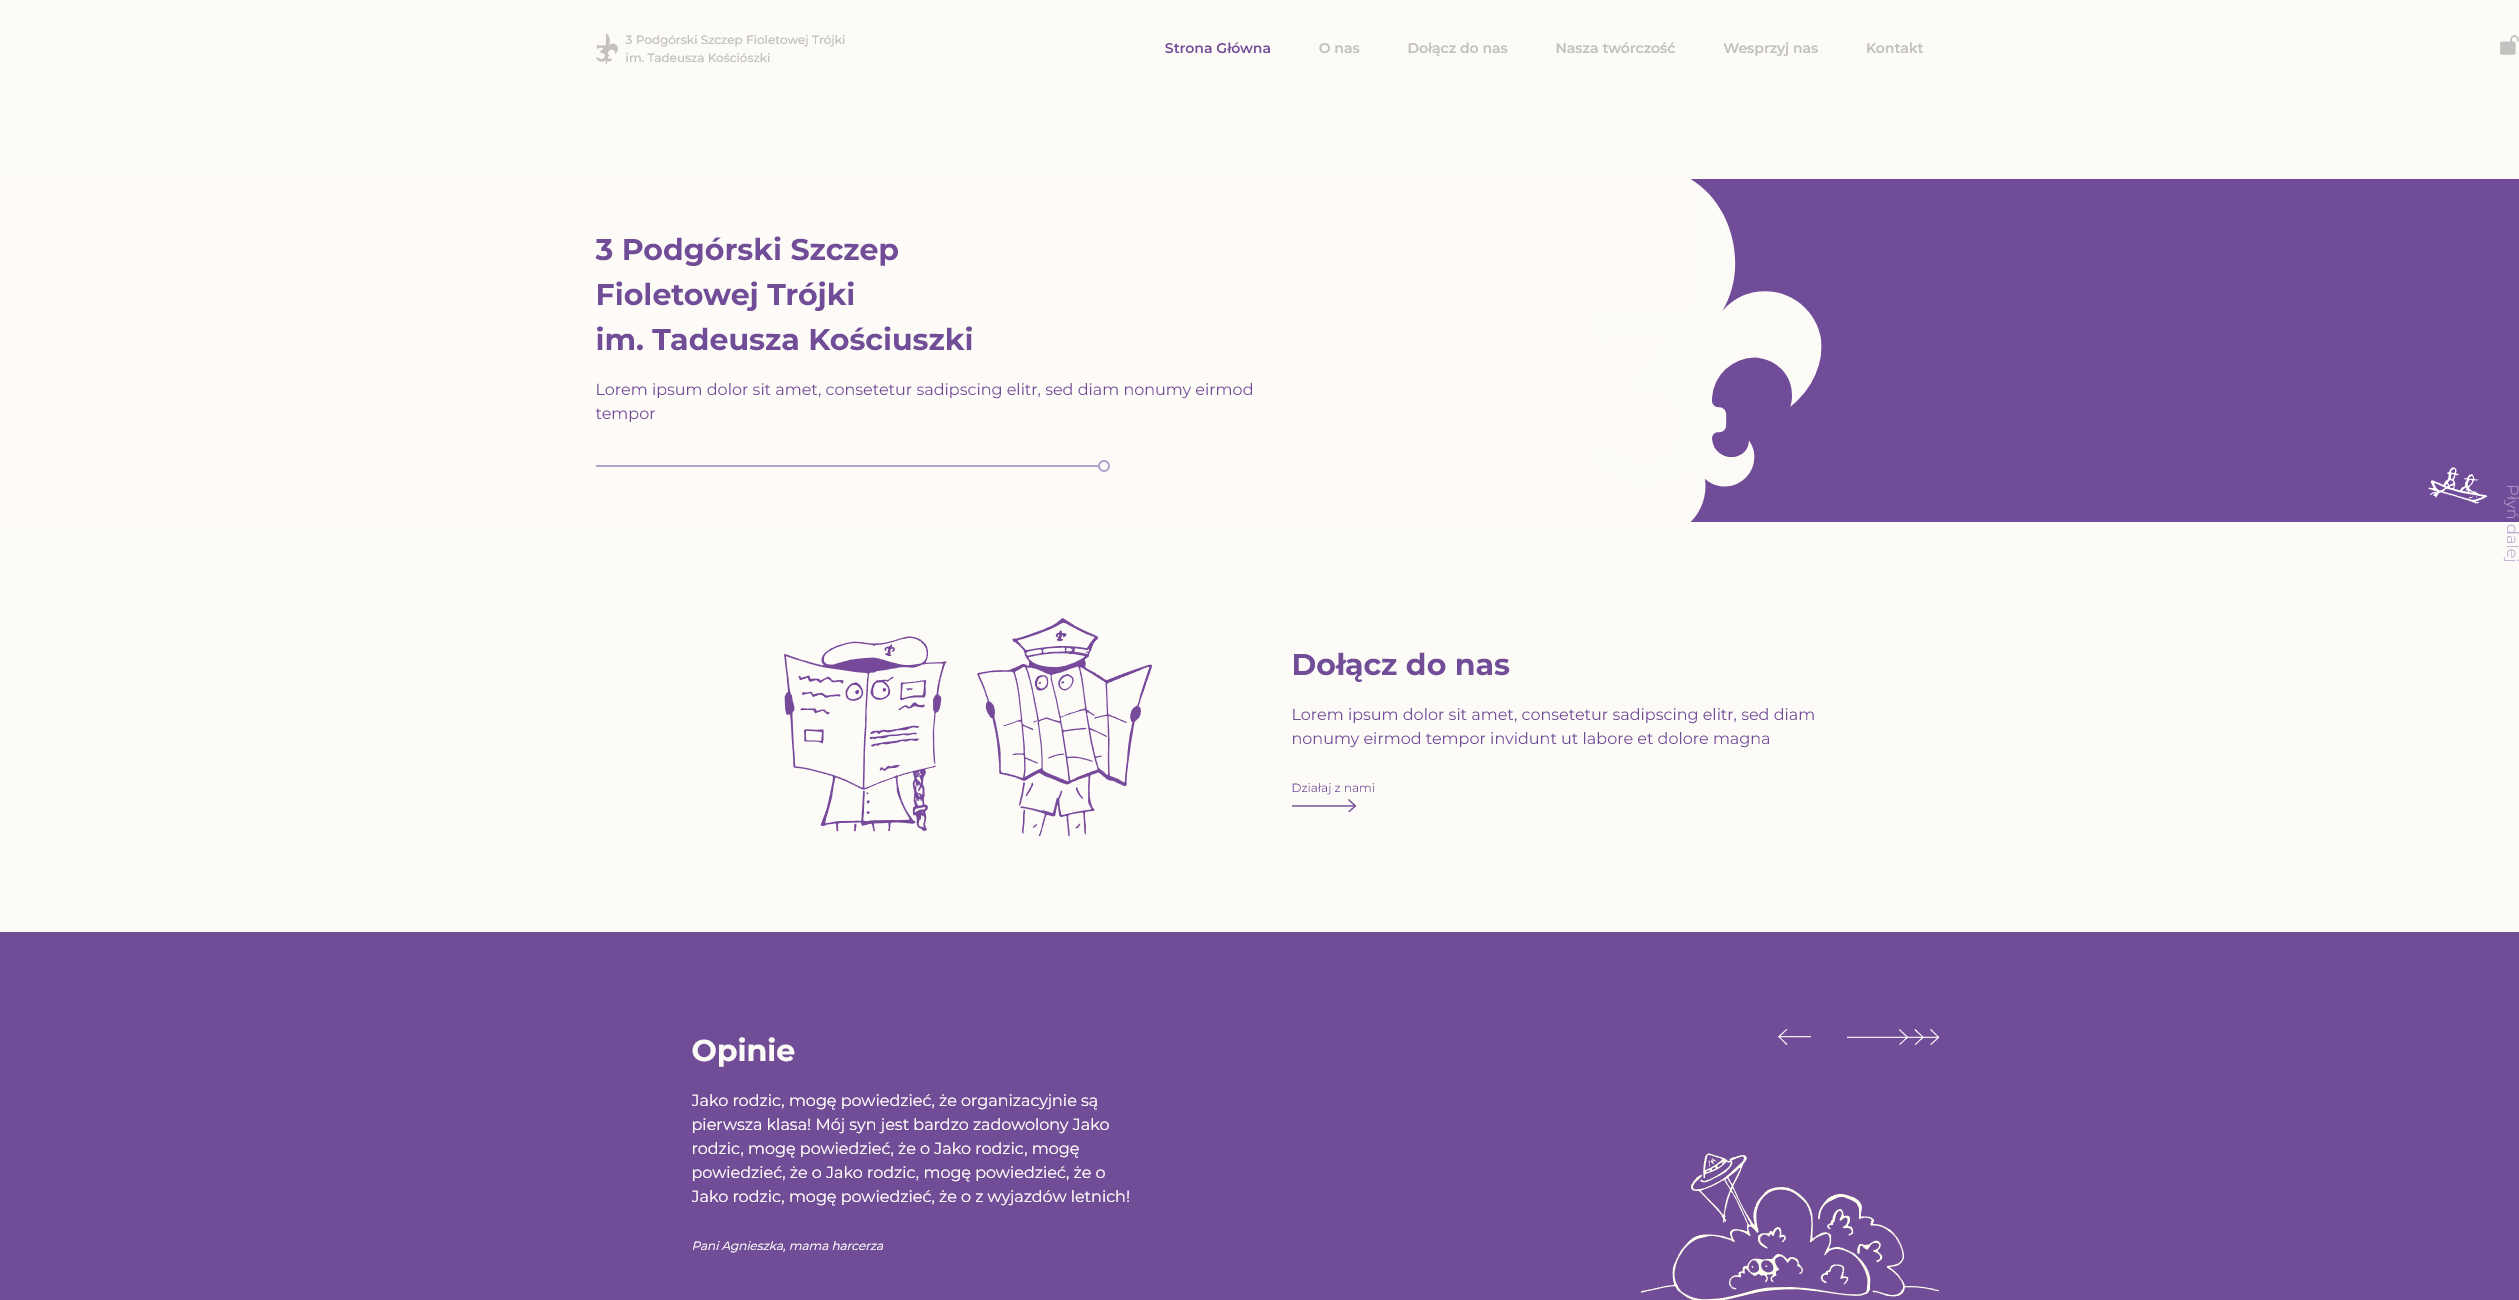 3 Podgórski Szczep Fioletowej Trójki
im. Tadeusza Kośćiószki
Strona Główna
O nas
Dołącz do nas
Nasza twórczość
Wesprzyj nas
Kontakt
3 Podgórski Szczep
Fioletowej Trójki
im. Tadeusza Kościuszki
Lorem ipsum dolor sit amet, consetetur sadipscing elitr, sed diam nonumy eirmod
tempor
Płyń dalej
Dołącz do nas
Lorem ipsum dolor sit amet, consetetur sadipscing elitr, sed diam
nonumy eirmod tempor invidunt ut labore et dolore magna
Działaj z nami
Opinie
Jako rodzic, mogę powiedzieć, że organizacyjnie są
pierwsza klasa! Mój syn jest bardzo zadowolony Jako
rodzic, mogę powiedzieć, że o Jako rodzic, mogę
powiedzieć, że o Jako rodzic, mogę powiedzieć, że o
Jako rodzic, mogę powiedzieć, że o z wyjazdów letnich!
Pani Agnieszka, mama harcerza